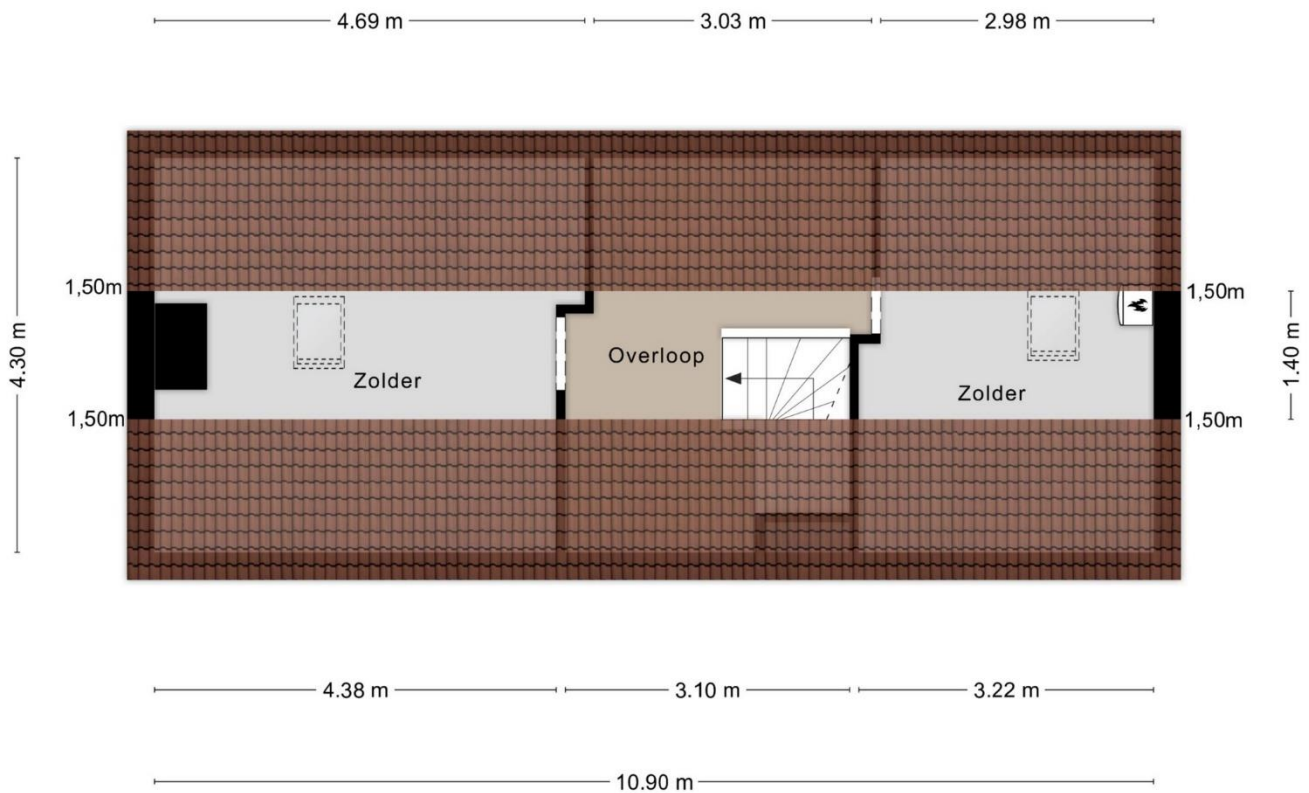 4.69 m 3.03 m 2.98 m
1,50m 1,50m
4.30 m
Overloop
1.40 m
Zolder
Zolder
1,50m 1,50m
4.38 m 3.10 m 3.22 m
10.90 m